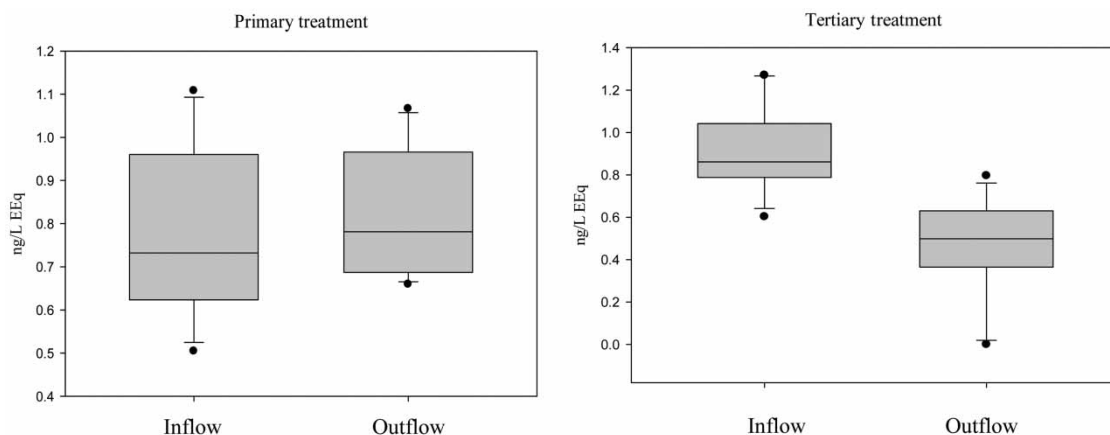 Primary treatment
1.2
1.1
1.0
0.9
0.8
0.7
0.6
0.5
0.4
ng/L EEq
Inflow
Outflow
Tertiary treatment
1.4
1.2
1.0
0.8
0.6
0.4
0.2
0.0
ng/L EEq
Inflow
Outflow